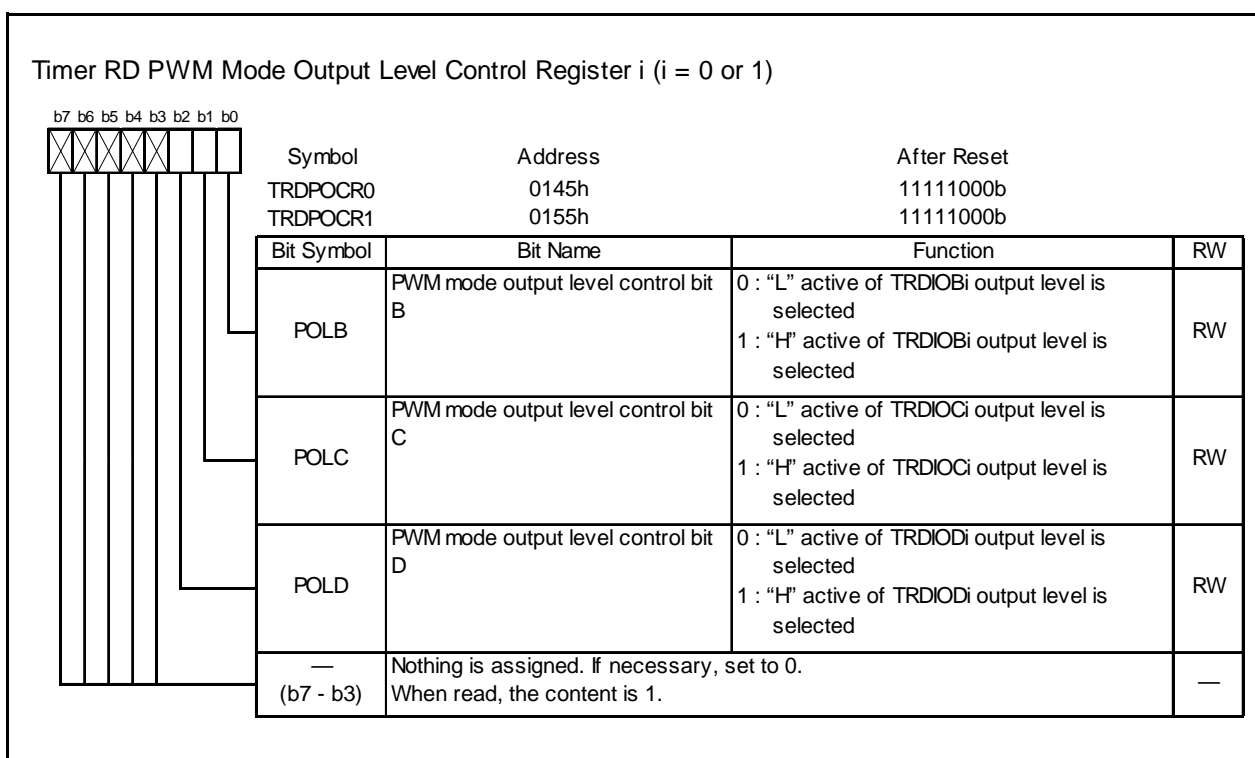 Timer RD PWM Mode Output Level Control Register i (i = 0 or 1)
b7 b6 b5 b4 b3 b2 b1 b0
Symbol Address After Reset
TRDPOCR0 0145h 11111000b
TRDPOCR1 0155h 11111000b
Bit Symbol Bit Name Function RW
POLB PWM mode output level control bit B 0 : “L” active of TRDIOBi output level is selected 1 : “H” active of TRDIOBi output level is selected RW
POLC PWM mode output level control bit C 0 : “L” active of TRDIOCi output level is selected 1 : “H” active of TRDIOCi output level is selected RW
POLD PWM mode output level control bit D 0 : “L” active of TRDIODi output level is selected 1 : “H” active of TRDIODi output level is selected RW
— (b7 - b3) Nothing is assigned. If necessary, set to 0. When read, the content is 1. —